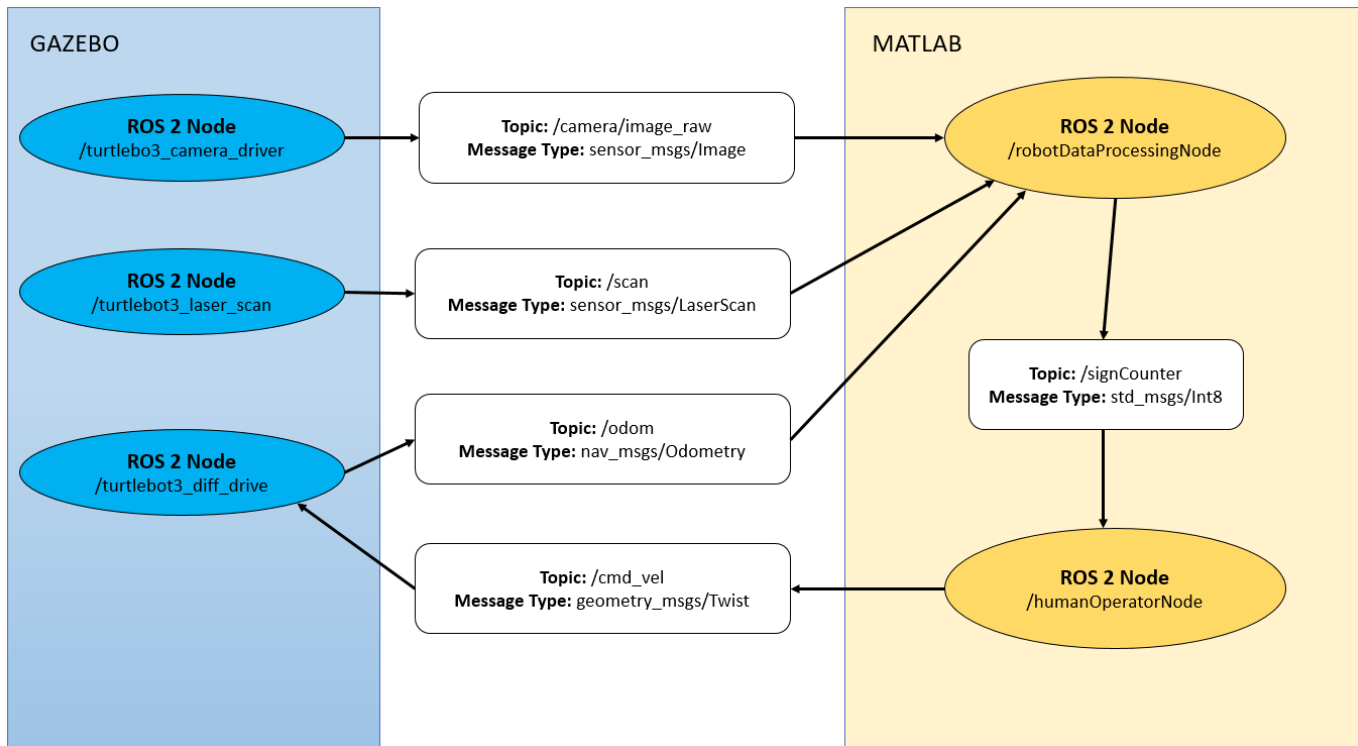 GAZEBO
MATLAB
ROS 2 Node
/turtlebo3_camera_driver
Topic: /camera/image_raw
Message Type: sensor_msgs/Image
ROS 2 Node
/robotDataProcessingNode
ROS 2 Node
/turtlebot3_laser_scan
Topic: /scan
Message Type: sensor_msgs/LaserScan
Topic: /signCounter
Message Type: std_msgs/Int8
ROS 2 Node
/turtlebot3_diff_drive
Topic: /odom
Message Type: nav_msgs/Odometry
Topic: /cmd_vel
Message Type: geometry_msgs/Twist
ROS 2 Node
/humanOperatorNode